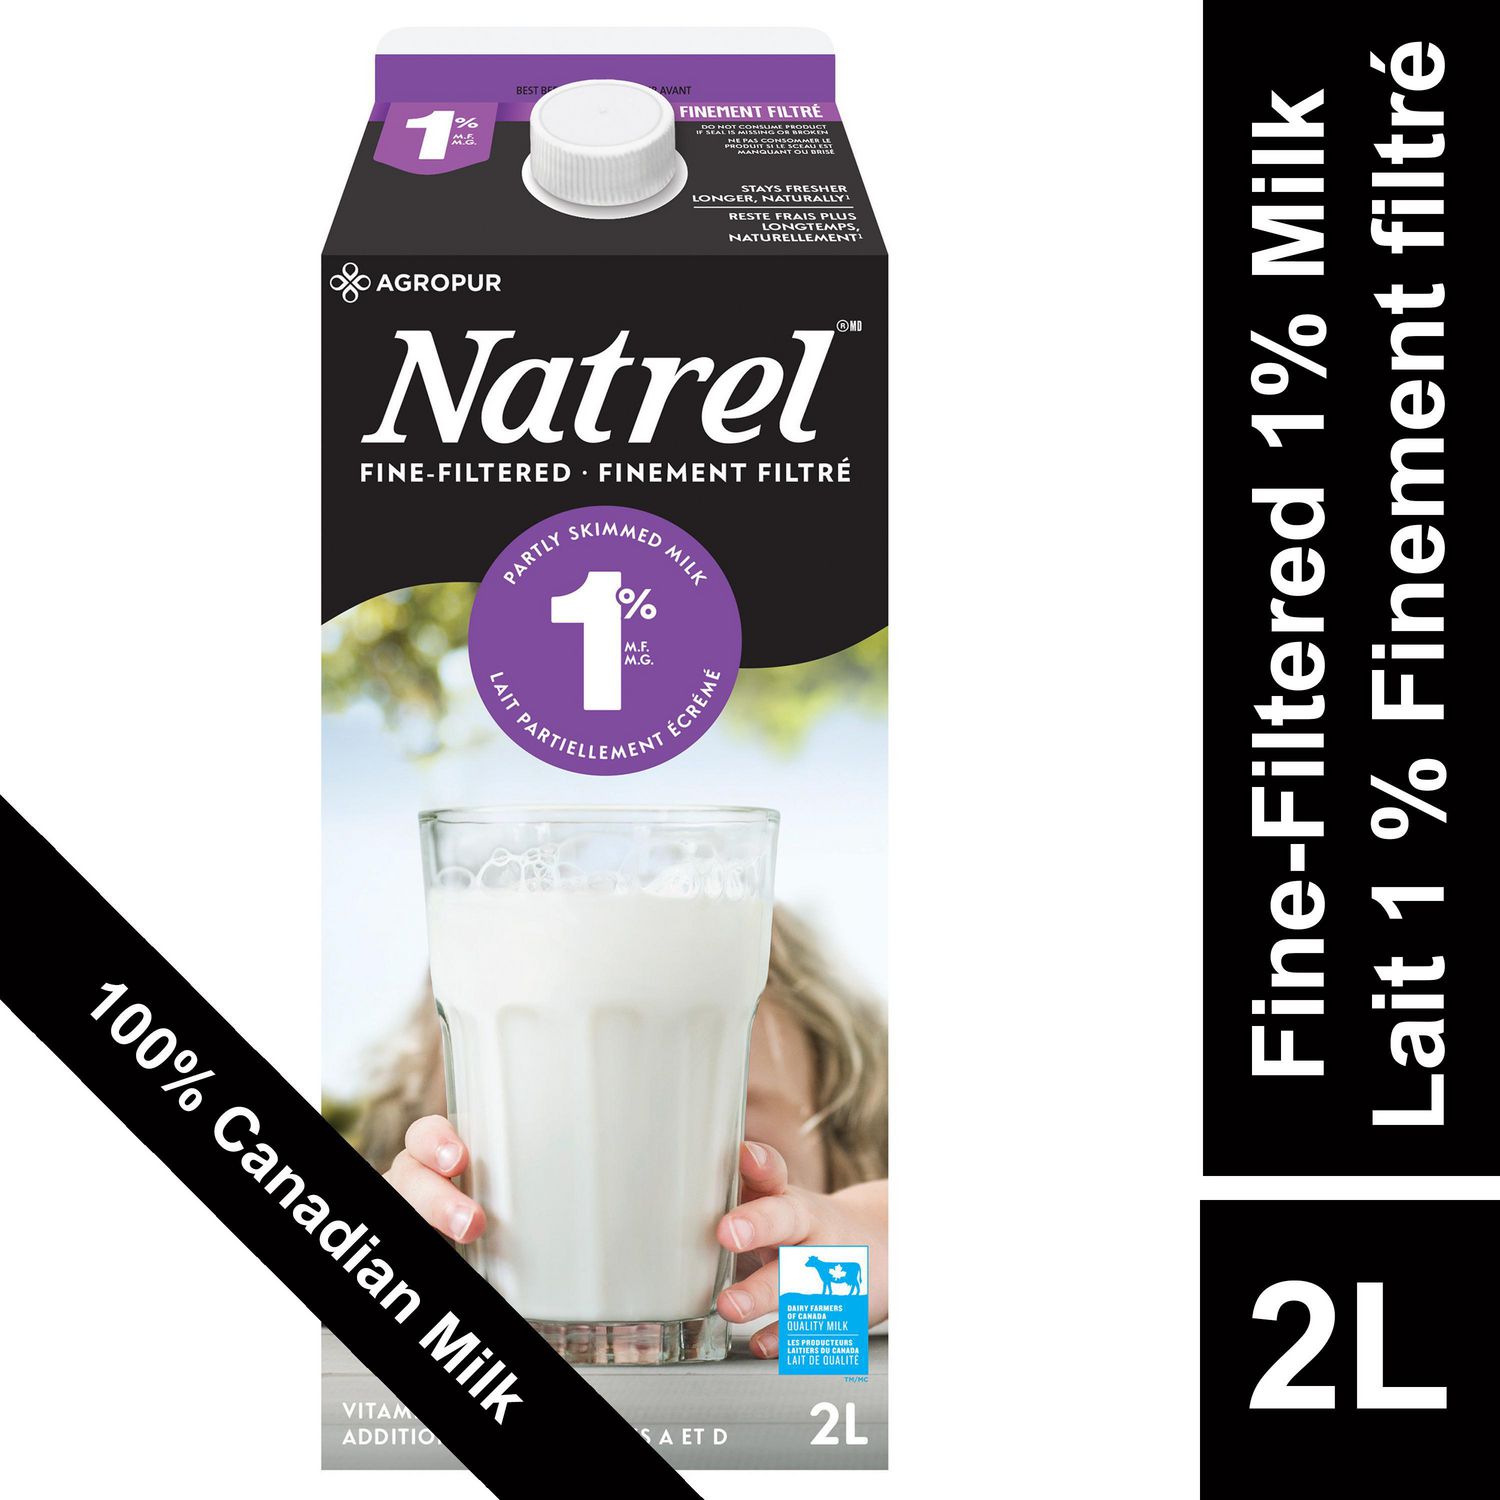 BEST BE
AVANT
1%
M.F.
M.G.
FINEMENT FILTRÉ
DO NOT CONSUME PRODUCT
IF SEAL IS MISSING OR BROKEN
NE PAS CONSOMMER LE
PRODUIT SI LE SCEAU EST
MANQUANT OU BRISÉ
STAYS FRESHER
LONGER, NATURALLY¹
RESTE FRAIS PLUS
LONGTEMPS,
NATURELLEMENT¹
AGROPUR
Natrel ®MD
FINE-FILTERED · FINEMENT FILTRÉ
PARTLY SKIMMED MILK
1%
M.F.
M.G.
LAIT PARTIELLEMENT ÉCRÉMÉ
DAIRY FARMERS
OF CANADA
QUALITY MILK
LES PRODUCTEURS
LAITIERS DU CANADA
LAIT DE QUALITÉ
TM/MC
VITAM
ADDITIO S A ET D
2L
100% Canadian Milk
Fine-Filtered 1% Milk
Lait 1 % Finement filtré
2L